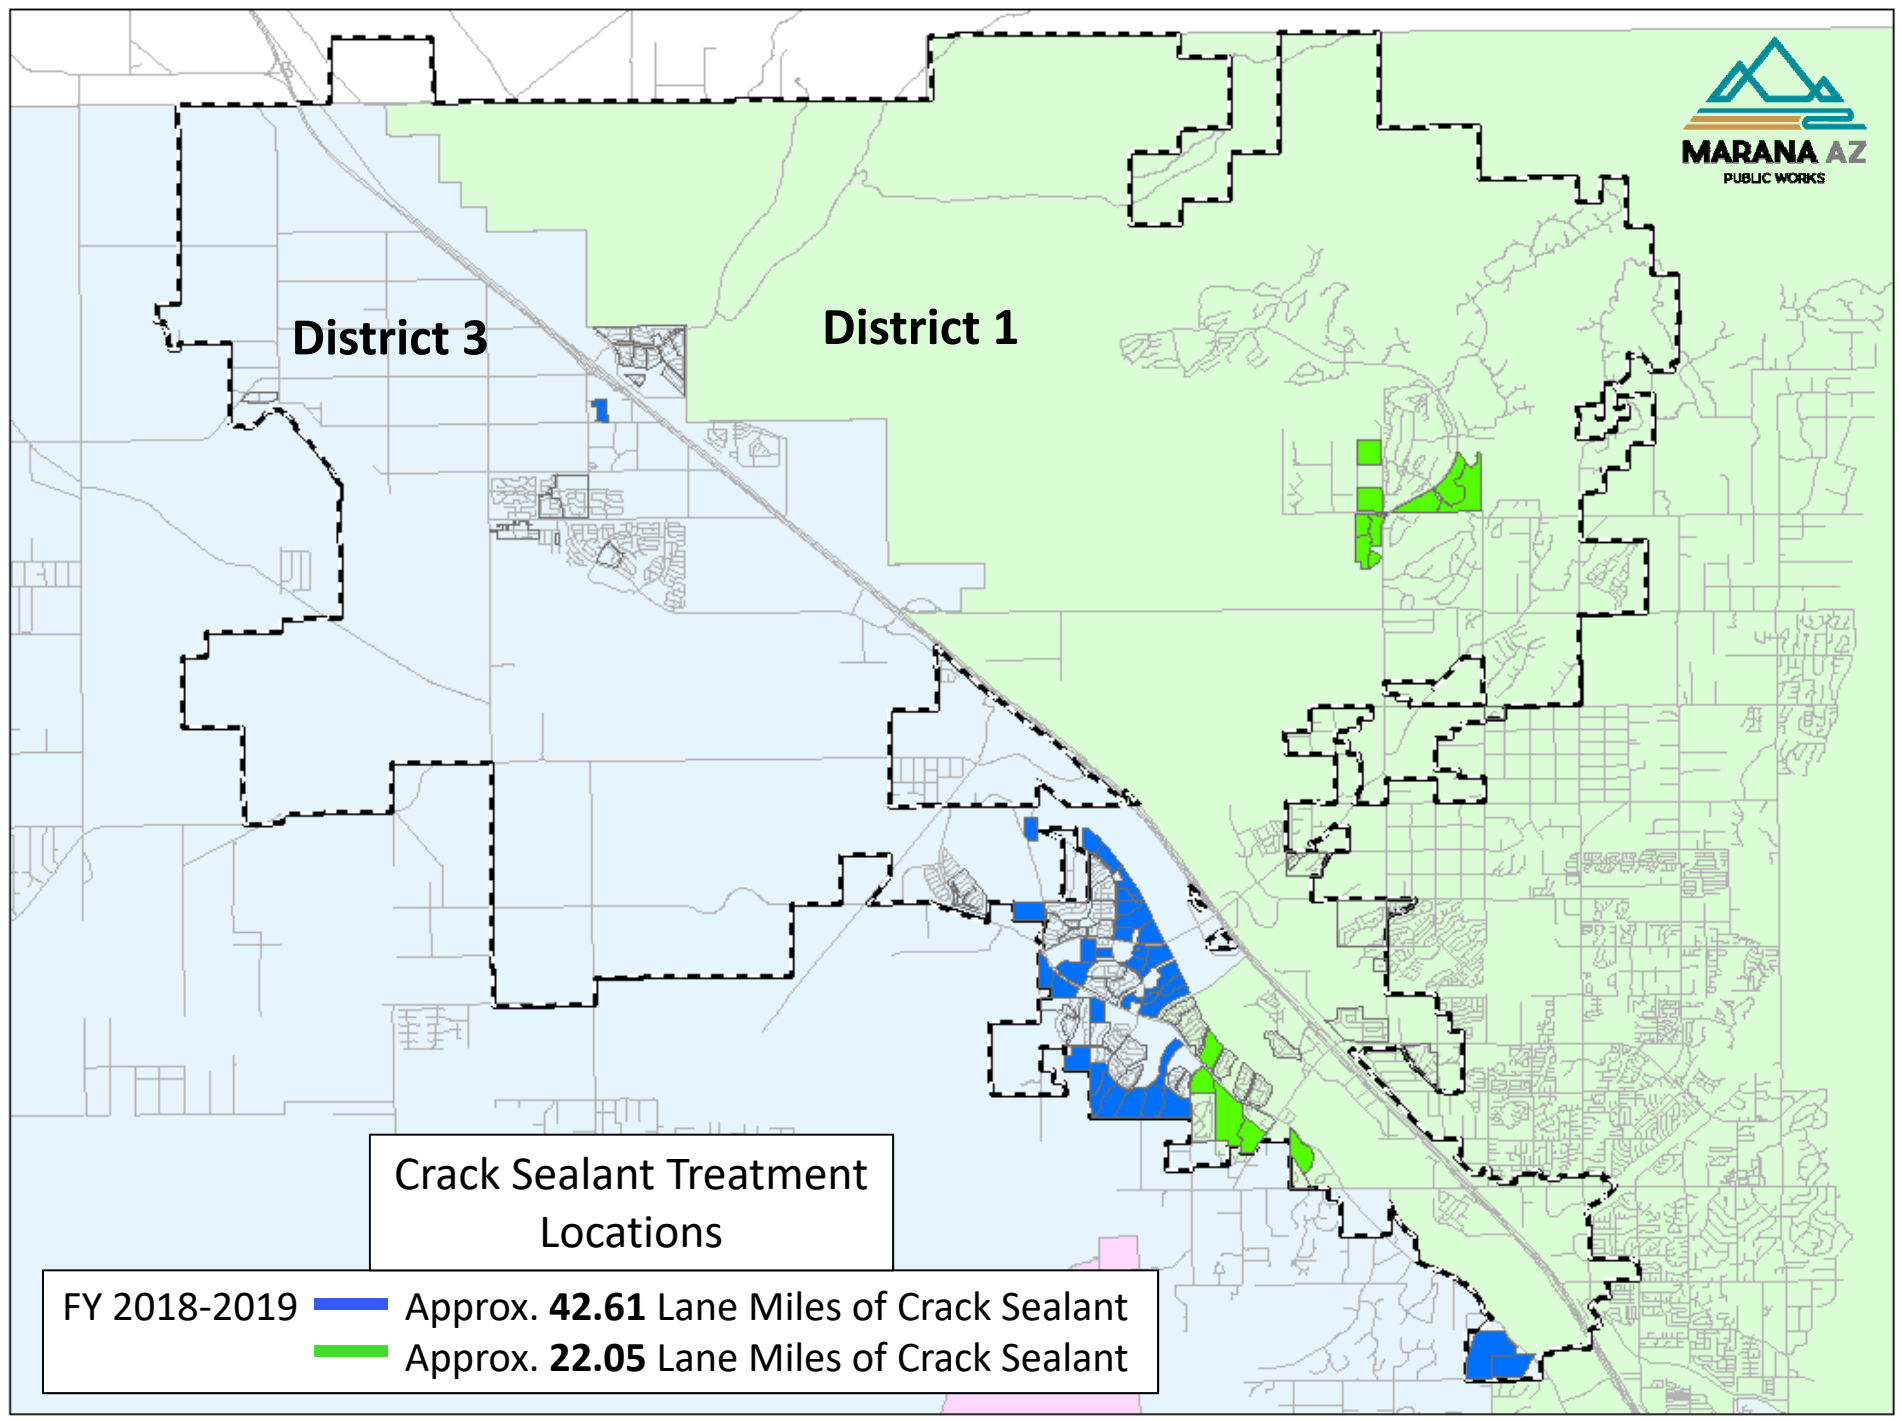 MARANA AZ
PUBLIC WORKS
District 3
District 1
Crack Sealant Treatment
Locations
FY 2018-2019
Approx. 42.61 Lane Miles of Crack Sealant
Approx. 22.05 Lane Miles of Crack Sealant